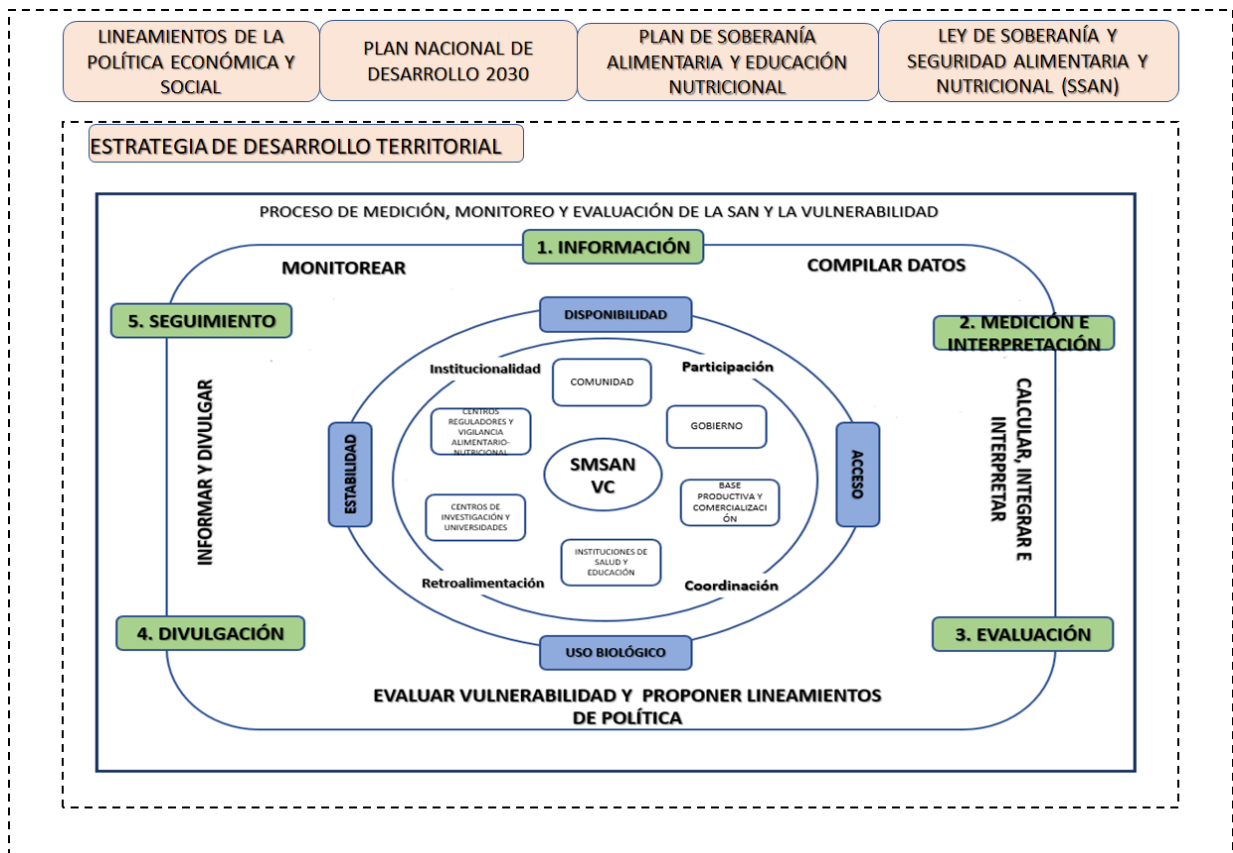 LINEAMIENTOS DE LA
POLÍTICA ECONÓMICA Y
SOCIAL
PLAN NACIONAL DE
DESARROLLO 2030
PLAN DE SOBERANÍA
ALIMENTARIA Y EDUCACIÓN
NUTRICIONAL
LEY DE SOBERANÍA Y
SEGURIDAD ALIMENTARIA Y
NUTRICIONAL (SSAN)
ESTRATEGIA DE DESARROLLO TERRITORIAL
PROCESO DE MEDICIÓN, MONITOREO Y EVALUACIÓN DE LA SAN Y LA VULNERABILIDAD
1. INFORMACIÓN
MONITOREAR
COMPILAR DATOS
5. SEGUIMIENTO
2. MEDICIÓN E
INTERPRETACIÓN
DISPONIBILIDAD
Institucionalidad
Participación
COMUNIDAD
CENTROS
REGULADORES Y
VIGILANCIA
ALIMENTARIO-
NUTRICIONAL
GOBIERNO
INFORMAR Y DIVULGAR
ESTABILIDAD
SMSAN
VC
ACCESO
CALCULAR, INTEGRAR E
INTERPRETAR
BASE
PRODUCTIVA Y
COMERCIALIZACI
ÓN
CENTROS DE
INVESTIGACIÓN Y
UNIVERSIDADES
INSTITUCIONES DE
SALUD Y
EDUCACIÓN
Retroalimentación
Coordinación
4. DIVULGACIÓN
3. EVALUACIÓN
USO BIOLÓGICO
EVALUAR VULNERABILIDAD Y PROPONER LINEAMIENTOS
DE POLÍTICA